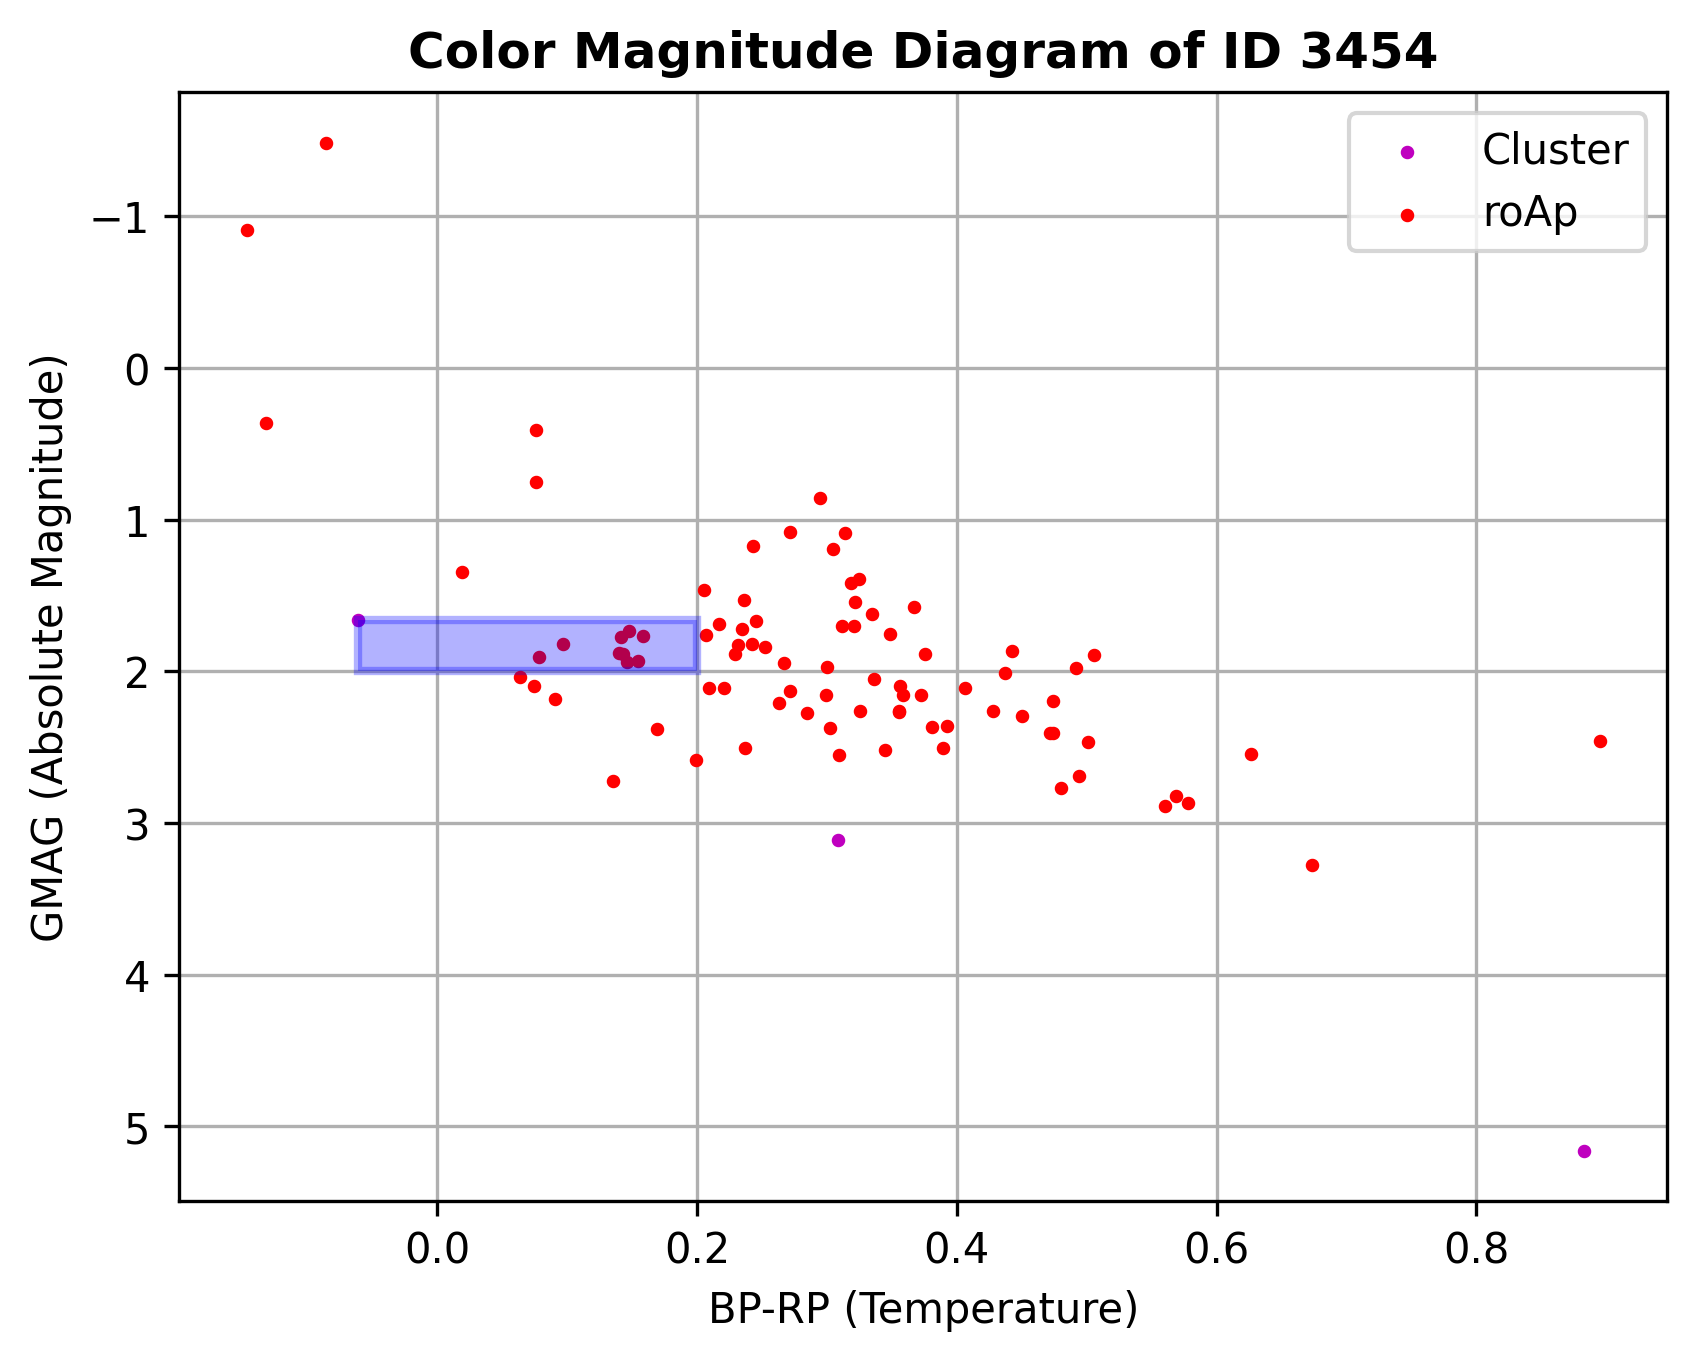 Color Magnitude Diagram of ID 3454
Cluster
roAp
−1
0
1
2
3
4
5
GMAG (Absolute Magnitude)
0.0 0.2 0.4 0.6 0.8
BP-RP (Temperature)